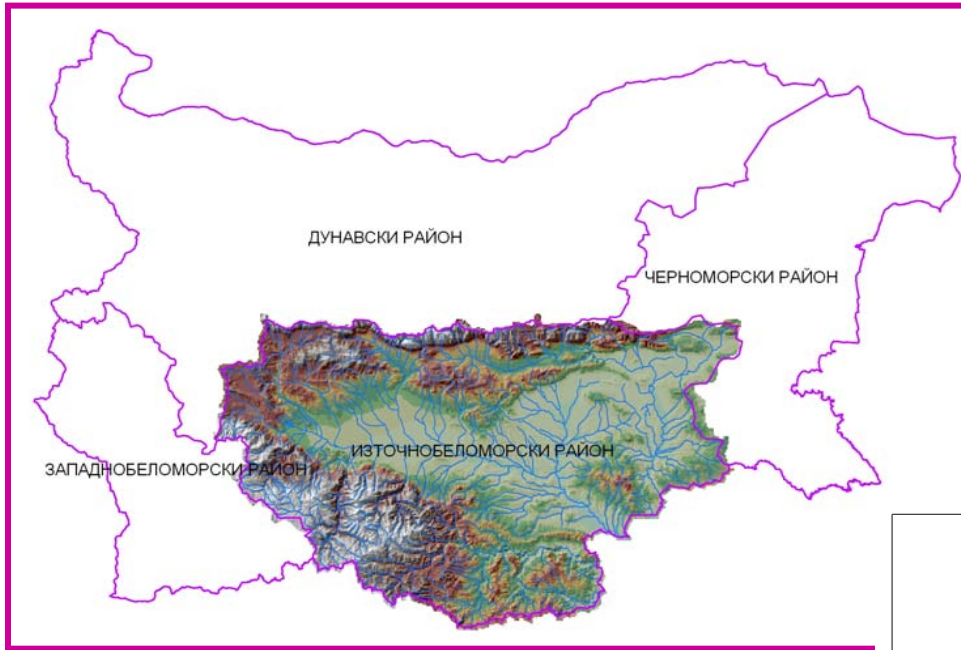 ДУНАВСКИ РАЙОН
ЧЕРНОМОРСКИ РАЙОН
ИЗТОЧНОБЕЛОМОРСКИ РАЙОН
ЗАПАДНОБЕЛОМОРСКИ РАЙОН